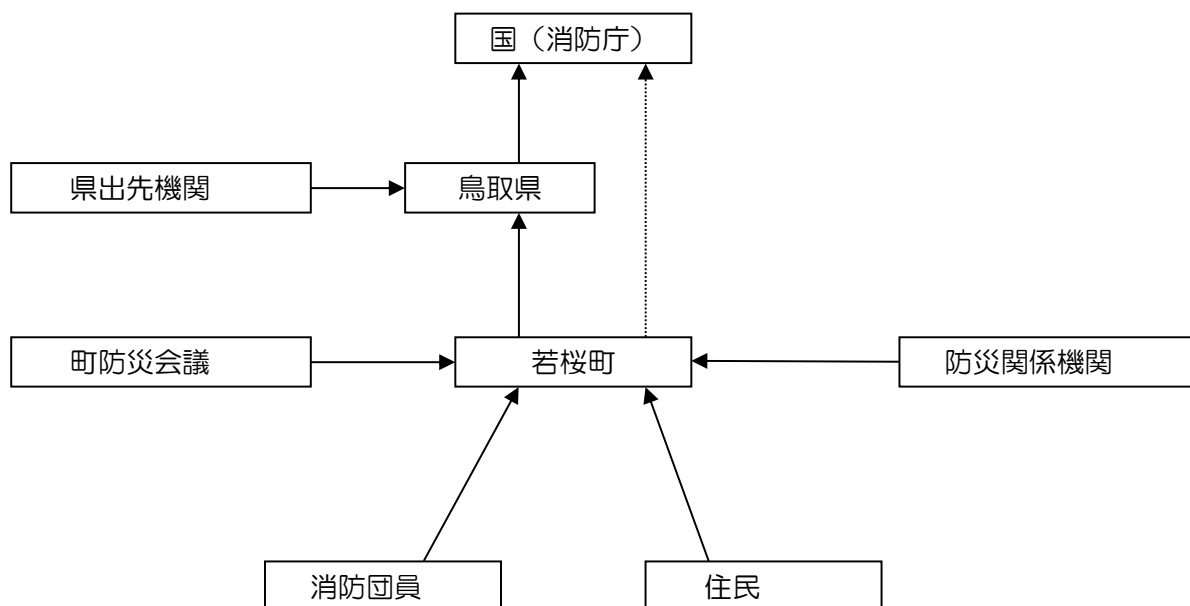 国（消防庁）
県出先機関
鳥取県
町防災会議
若桜町
防災関係機関
消防団員
住民